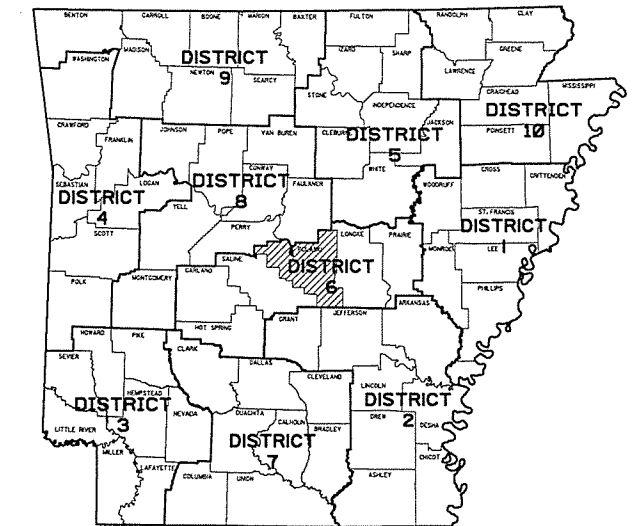 BENTON CARROLL BOONE MARION BAXTER FULTON RANDOLPH CLAY
WASHINGTON MADISON DISTRICT 9 NEWTON SEARCY IZARD SHARP STONE LAWRENCE GREENE
CRAIGHEAD MISSISSIPPI DISTRICT 10 POINSETT
CRAWFORD FRANKLIN JOHNSON POPE VAN BUREN CLEBURNE
INDEPENDENCE JACKSON DISTRICT 5 WHITE WOODRUFF
CROSS CRITTENDEN ST. FRANCIS DISTRICT 1 LEE MONROE PHILLIPS
SEBASTIAN LOGAN DISTRICT 4 SCOTT POLK
CONWAY DISTRICT 8 YELL PERRY FAULKNER MONTGOMERY GARLAND
SALINE PULASKI LONOKE PRAIRIE DISTRICT 6 HOT SPRING
GRANT JEFFERSON ARKANSAS
HOWARD PIKE CLARK SEVIER HEMPSTEAD DISTRICT 3 NEVADA LITTLE RIVER MILLER LAFAYETTE
DALLAS CLEVELAND OUACHITA CALHOUN DISTRICT 7 BRADLEY COLUMBIA UNION
LINCOLN DISTRICT 2 DREW DESHA CHICOT ASHLEY